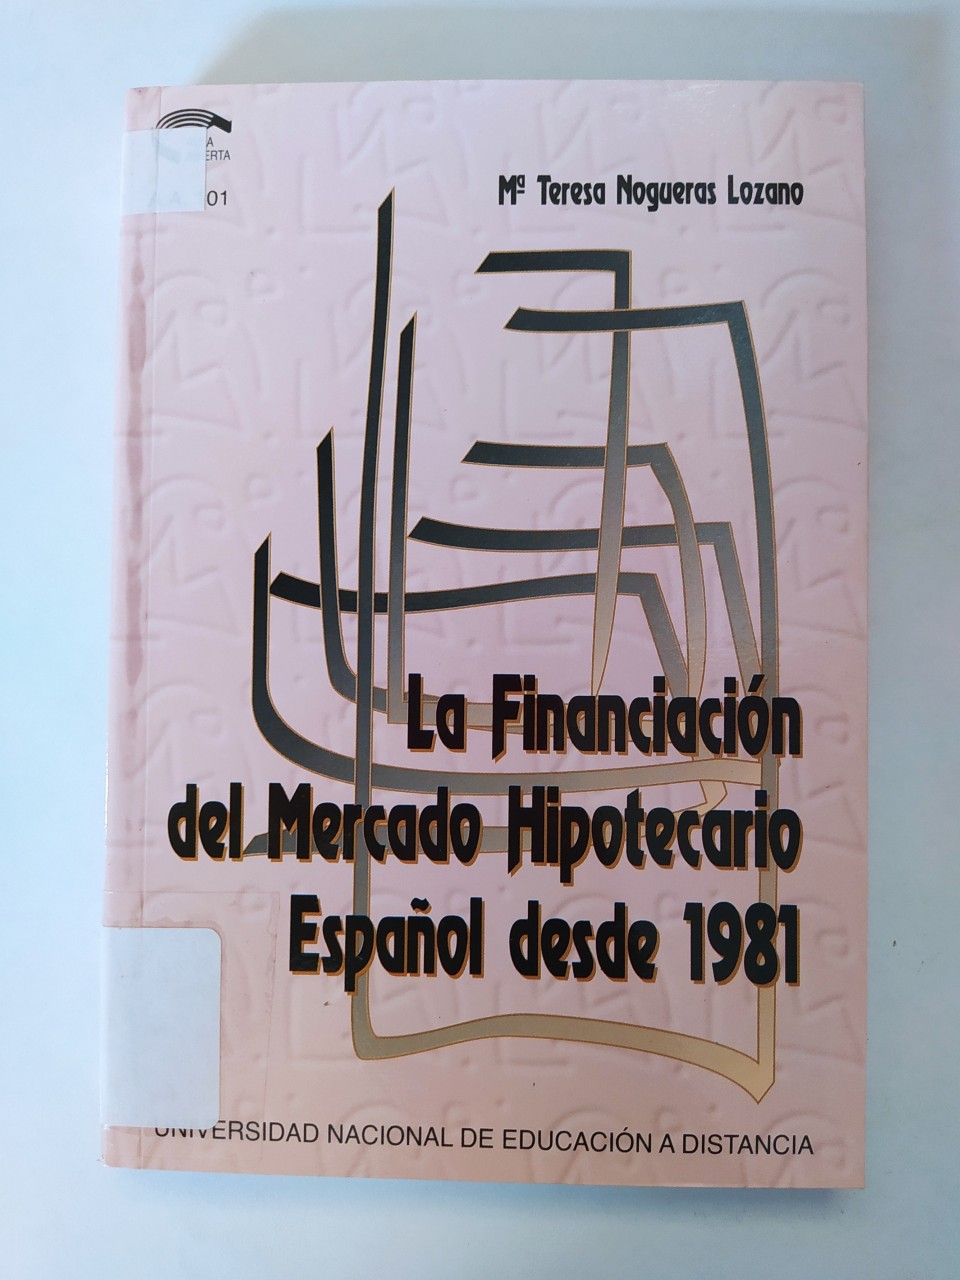 Mª Teresa Nogueras Lozano
La Financiación
del Mercado Hipotecario
Español desde 1981
UNIVERSIDAD NACIONAL DE EDUCACIÓN A DISTANCIA